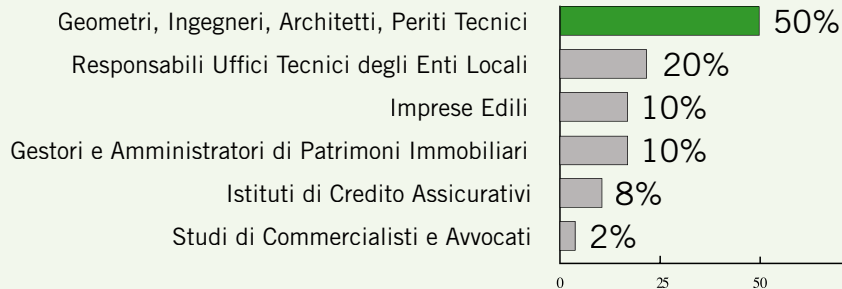 Geometri, Ingegneri, Architetti, Periti Tecnici 50%
Responsabili Uffici Tecnici degli Enti Locali 20%
Imprese Edili 10%
Gestori e Amministratori di Patrimoni Immobiliari 10%
Istituti di Credito Assicurativi 8%
Studi di Commercialisti e Avvocati 2%
0 25 50